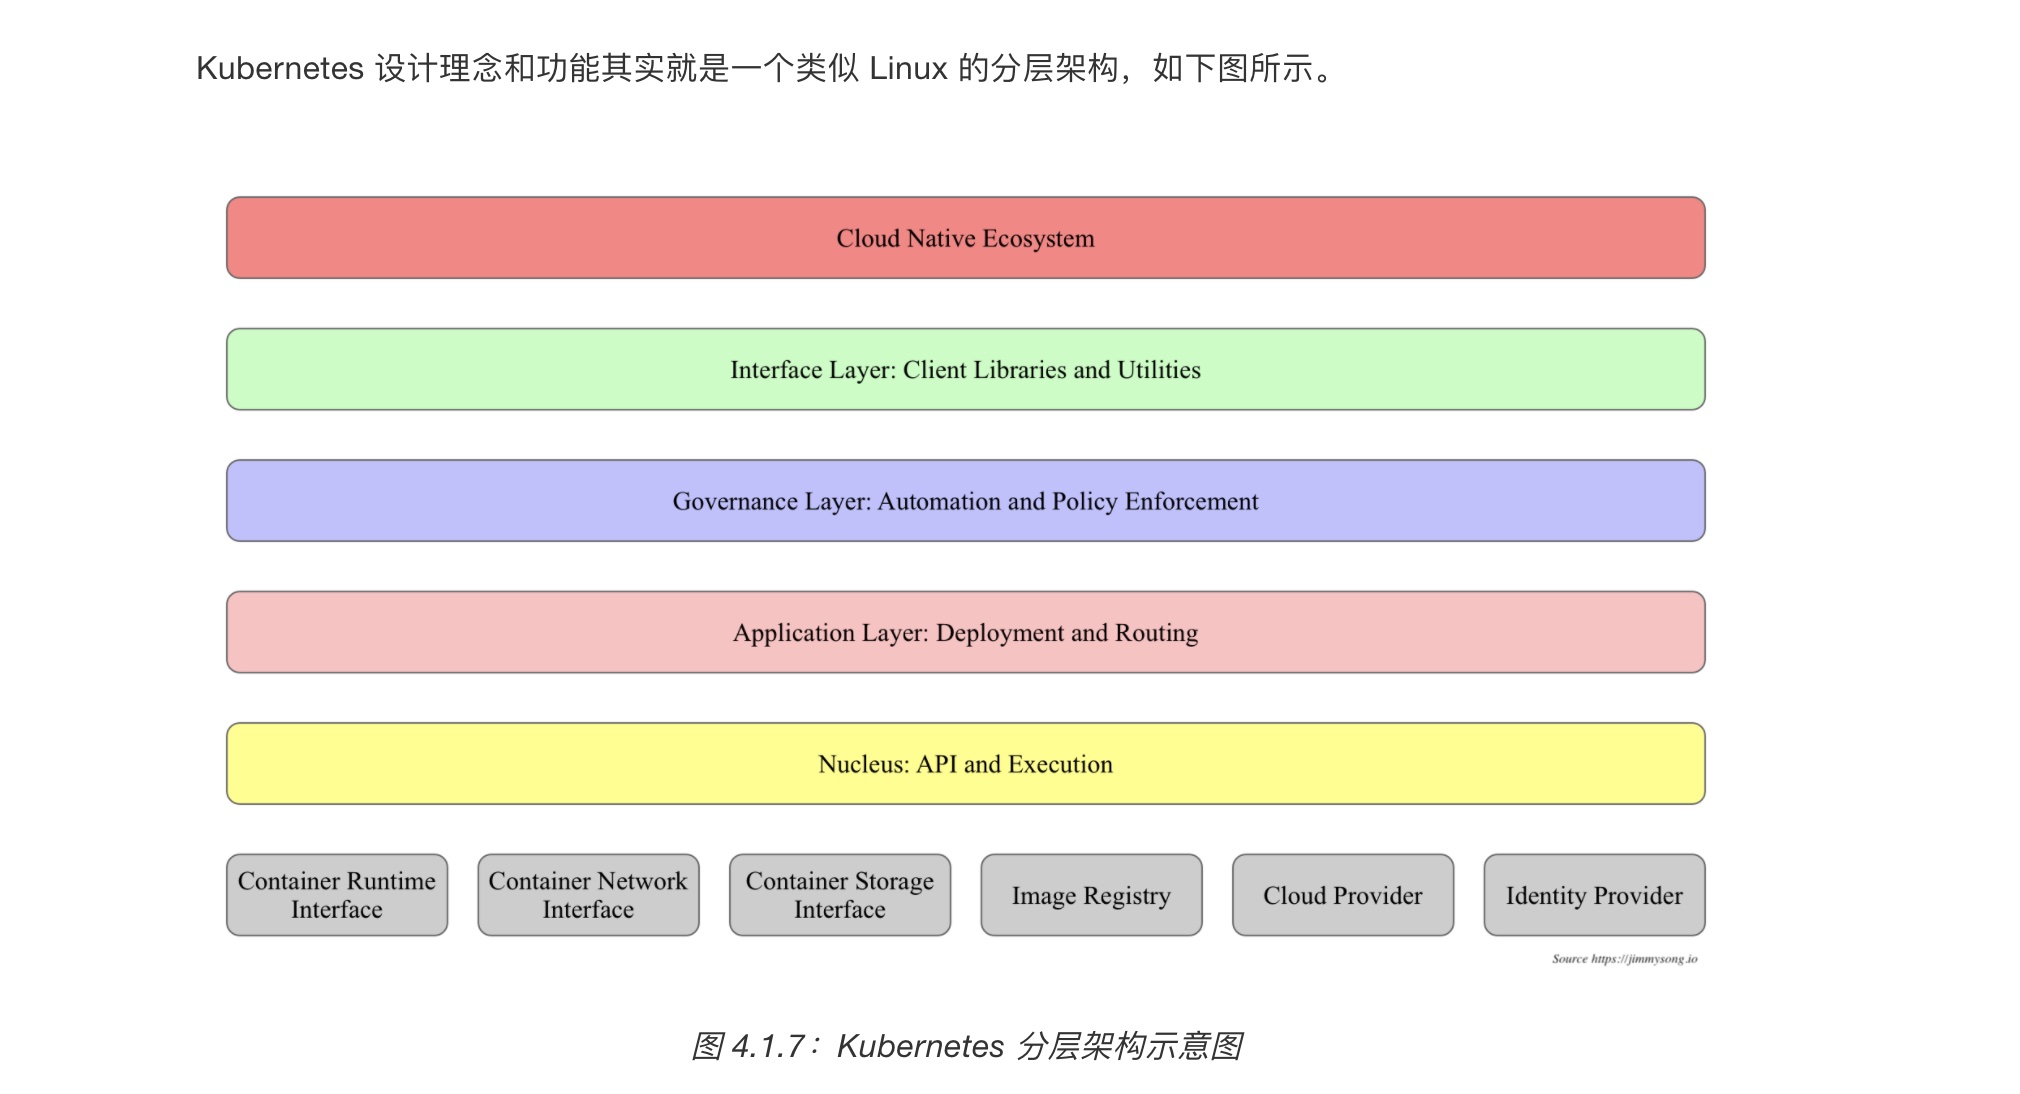 Kubernetes 设计理念和功能其实就是一个类似 Linux 的分层架构，如下图所示。
Cloud Native Ecosystem
Interface Layer: Client Libraries and Utilities
Governance Layer: Automation and Policy Enforcement
Application Layer: Deployment and Routing
Nucleus: API and Execution
Container Runtime
Interface
Container Network
Interface
Container Storage
Interface
Image Registry
Cloud Provider
Identity Provider
Source https://jimmysong.io
图 4.1.7：Kubernetes 分层架构示意图